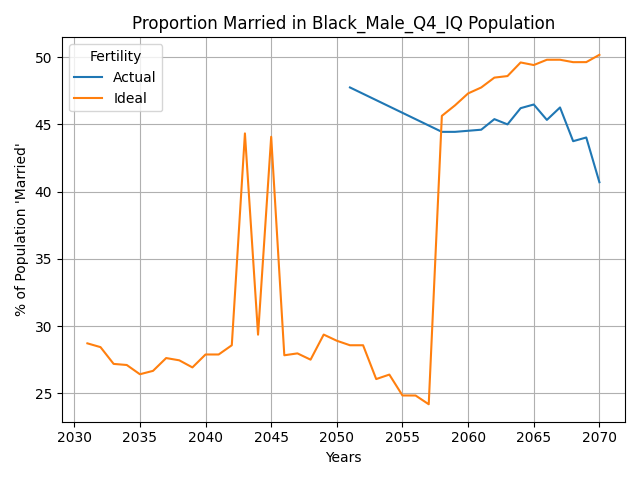 Proportion Married in Black_Male_Q4_IQ Population
Fertility
Actual
Ideal
% of Population 'Married'
50
45
40
35
30
25
2030 2035 2040 2045 2050 2055 2060 2065 2070
Years